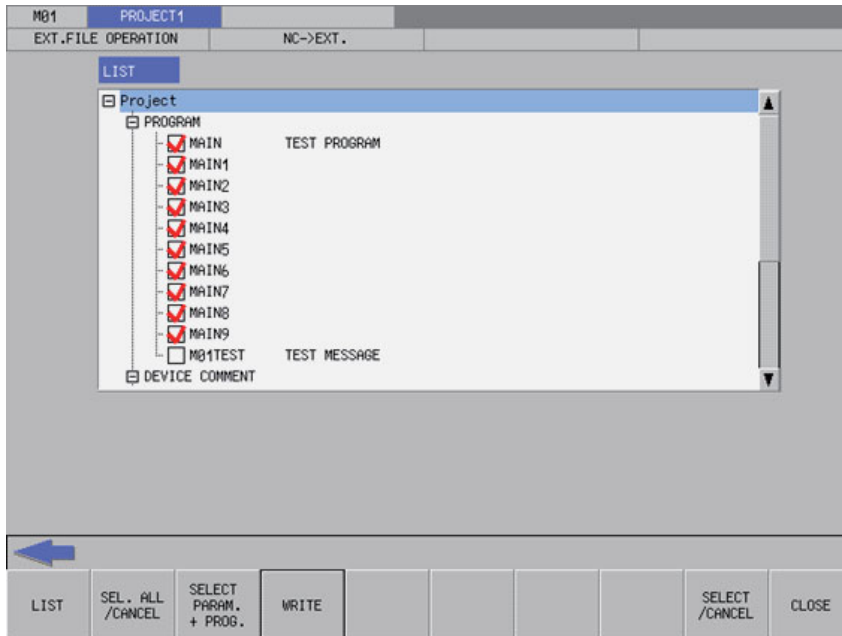 M01 PROJECT1
EXT.FILE OPERATION NC->EXT.
LIST
Project
PROGRAM
MAIN TEST PROGRAM
MAIN1
MAIN2
MAIN3
MAIN4
MAIN5
MAIN6
MAIN7
MAIN8
MAIN9
M01TEST TEST MESSAGE
DEVICE COMMENT
LIST
SEL. ALL
/CANCEL
SELECT
PARAM.
+ PROG.
WRITE
SELECT
/CANCEL
CLOSE